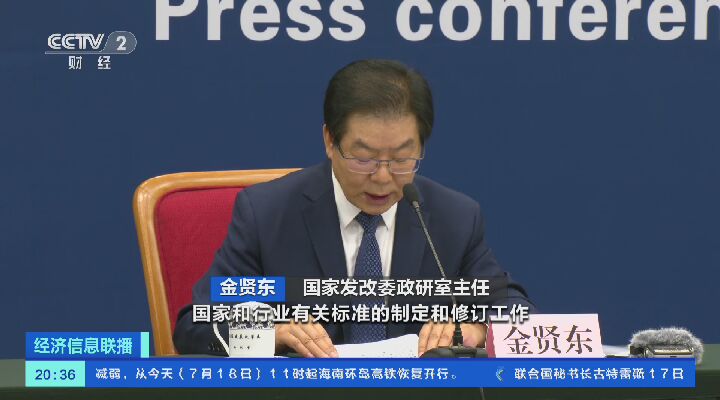 Press conferen
CCTV 2
财经
金贤东 国家发改委政研室主任
国家和行业有关标准的制定和修订工作
金贤东
经济信息联播
20:36 减弱，从今天（7月18日）11时起海南环岛高铁恢复开行。 联合国秘书长古特雷斯17日